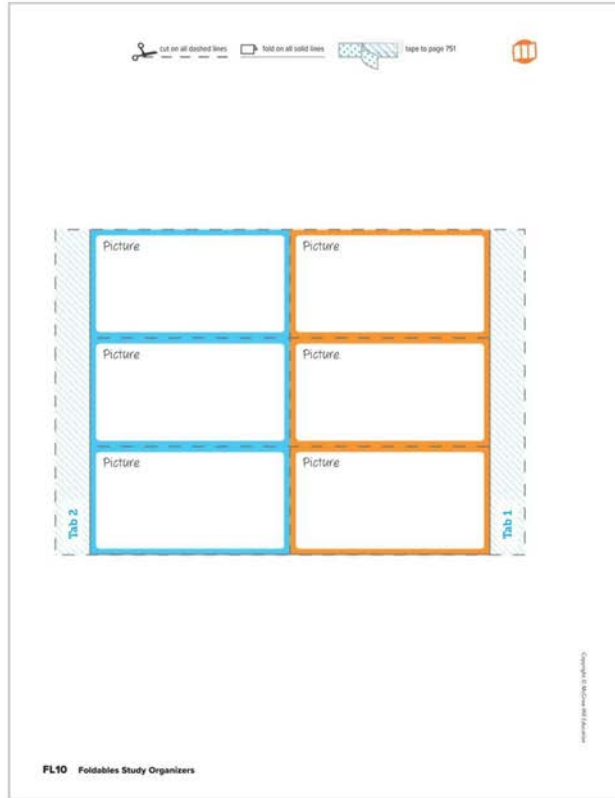 cut on all dashed lines fold on all solid lines tape to page 751
Picture Picture
Picture Picture
Picture Picture
Tab 2 Tab 1
Copyright © McGraw-Hill Education
FL10 Foldables Study Organizers